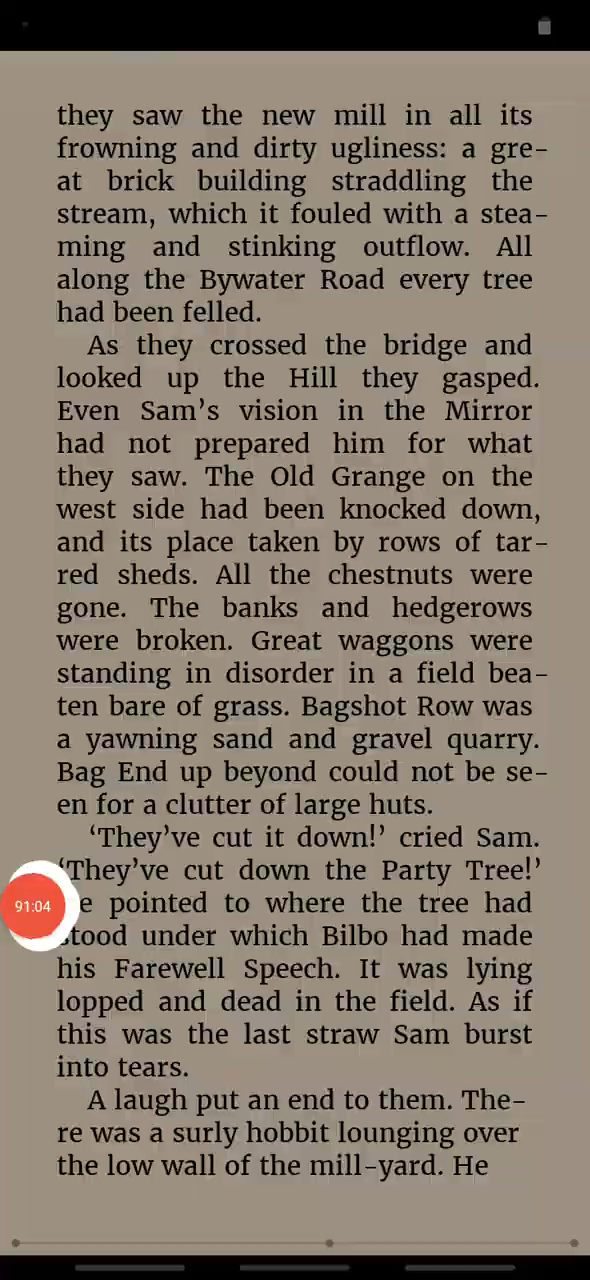 they saw the new mill in all its
frowning and dirty ugliness: a gre-
at brick building straddling the
stream, which it fouled with a stea-
ming and stinking outflow. All
along the Bywater Road every tree
had been felled.
As they crossed the bridge and
looked up the Hill they gasped.
Even Sam’s vision in the Mirror
had not prepared him for what
they saw. The Old Grange on the
west side had been knocked down,
and its place taken by rows of tar-
red sheds. All the chestnuts were
gone. The banks and hedgerows
were broken. Great waggons were
standing in disorder in a field bea-
ten bare of grass. Bagshot Row was
a yawning sand and gravel quarry.
Bag End up beyond could not be se-
en for a clutter of large huts.
‘They’ve cut it down!’ cried Sam.
‘They’ve cut down the Party Tree!’
91:04
e pointed to where the tree had
stood under which Bilbo had made
his Farewell Speech. It was lying
lopped and dead in the field. As if
this was the last straw Sam burst
into tears.
A laugh put an end to them. The-
re was a surly hobbit lounging over
the low wall of the mill-yard. He